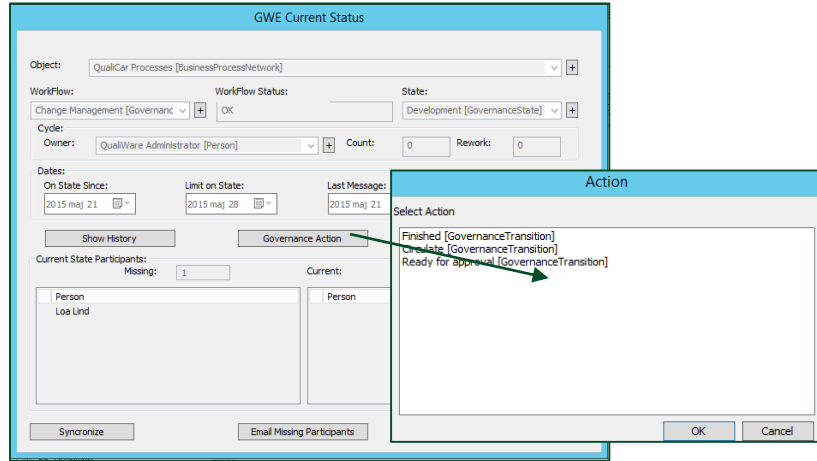 GWE Current Status
Object:
QualiCar Processes [BusinessProcessNetwork]
+
WorkFlow:
WorkFlow Status:
State:
Change Management [Governanc
+
OK
Development [GovernanceState]
+
Cycle:
Owner:
QualiWare Administrator [Person]
+
Count:
0
Rework:
0
Dates:
On State Since:
Limit on State:
Last Message:
2015 maj 21
2015 maj 28
2015 maj 21
Show History
Governance Action
Current State Participants:
Missing:
1
Current:
Person
Person
Loa Lind
Syncronize
Email Missing Participants
Action
Select Action
Finished [GovernanceTransition]
Circulate [GovernanceTransition]
Ready for approval [GovernanceTransition]
OK
Cancel